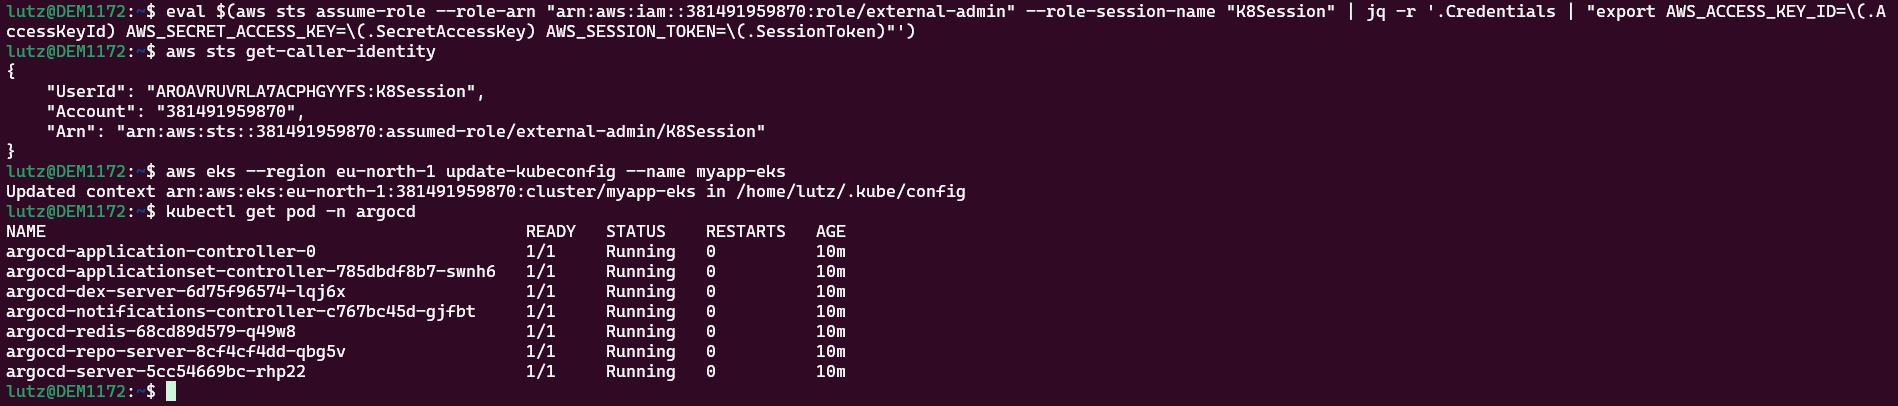 lutz@DEM1172:~$ eval $(aws sts assume-role --role-arn "arn:aws:iam::381491959870:role/external-admin" --role-session-name "K8Session" | jq -r '.Credentials | "export AWS_ACCESS_KEY_ID=\(.A
ccessKeyId) AWS_SECRET_ACCESS_KEY=\(.SecretAccessKey) AWS_SESSION_TOKEN=\(.SessionToken)"')
lutz@DEM1172:~$ aws sts get-caller-identity
{
    "UserId": "AROAVRUVRLA7ACPHGYYFS:K8Session",
    "Account": "381491959870",
    "Arn": "arn:aws:sts::381491959870:assumed-role/external-admin/K8Session"
}
lutz@DEM1172:~$ aws eks --region eu-north-1 update-kubeconfig --name myapp-eks
Updated context arn:aws:eks:eu-north-1:381491959870:cluster/myapp-eks in /home/lutz/.kube/config
lutz@DEM1172:~$ kubectl get pod -n argocd
NAME                                                READY   STATUS    RESTARTS   AGE
argocd-application-controller-0                     1/1     Running   0          10m
argocd-applicationset-controller-785dbdf8b7-swnh6   1/1     Running   0          10m
argocd-dex-server-6d75f96574-lqj6x                  1/1     Running   0          10m
argocd-notifications-controller-c767bc45d-gjfbt     1/1     Running   0          10m
argocd-redis-68cd89d579-q49w8                       1/1     Running   0          10m
argocd-repo-server-8cf4cf4dd-qbg5v                  1/1     Running   0          10m
argocd-server-5cc54669bc-rhp22                      1/1     Running   0          10m
lutz@DEM1172:~$